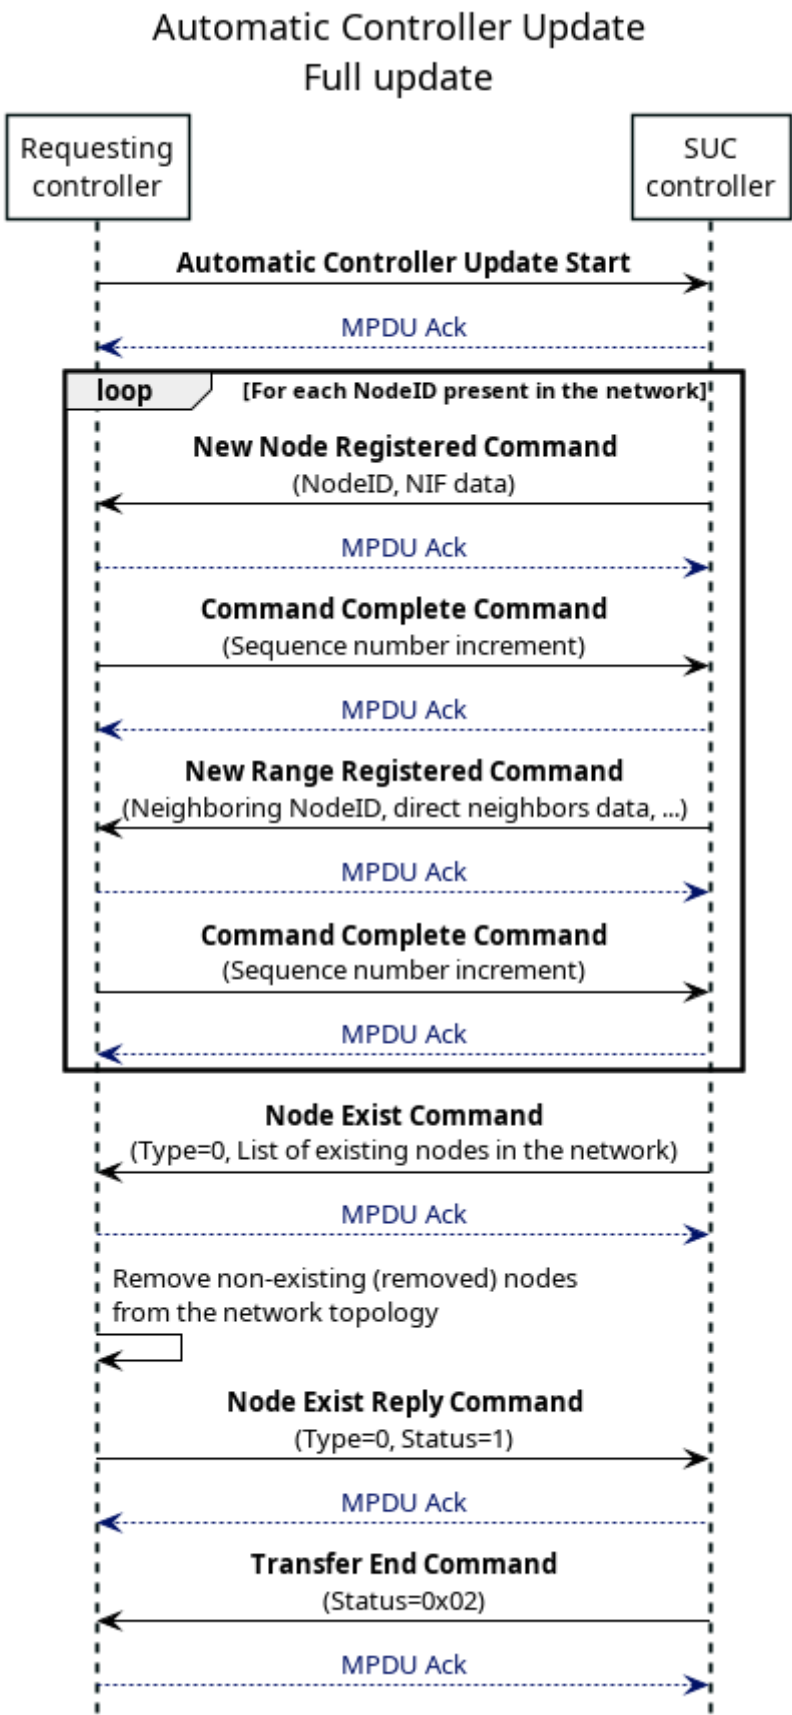 Automatic Controller Update
Full update
Requesting
controller
SUC
controller
Automatic Controller Update Start
MPDU Ack
loop
[For each NodeID present in the network]
New Node Registered Command
(NodeID, NIF data)
MPDU Ack
Command Complete Command
(Sequence number increment)
MPDU Ack
New Range Registered Command
(Neighboring NodeID, direct neighbors data, ...)
MPDU Ack
Command Complete Command
(Sequence number increment)
MPDU Ack
Node Exist Command
(Type=0, List of existing nodes in the network)
MPDU Ack
Remove non-existing (removed) nodes
from the network topology
Node Exist Reply Command
(Type=0, Status=1)
MPDU Ack
Transfer End Command
(Status=0x02)
MPDU Ack